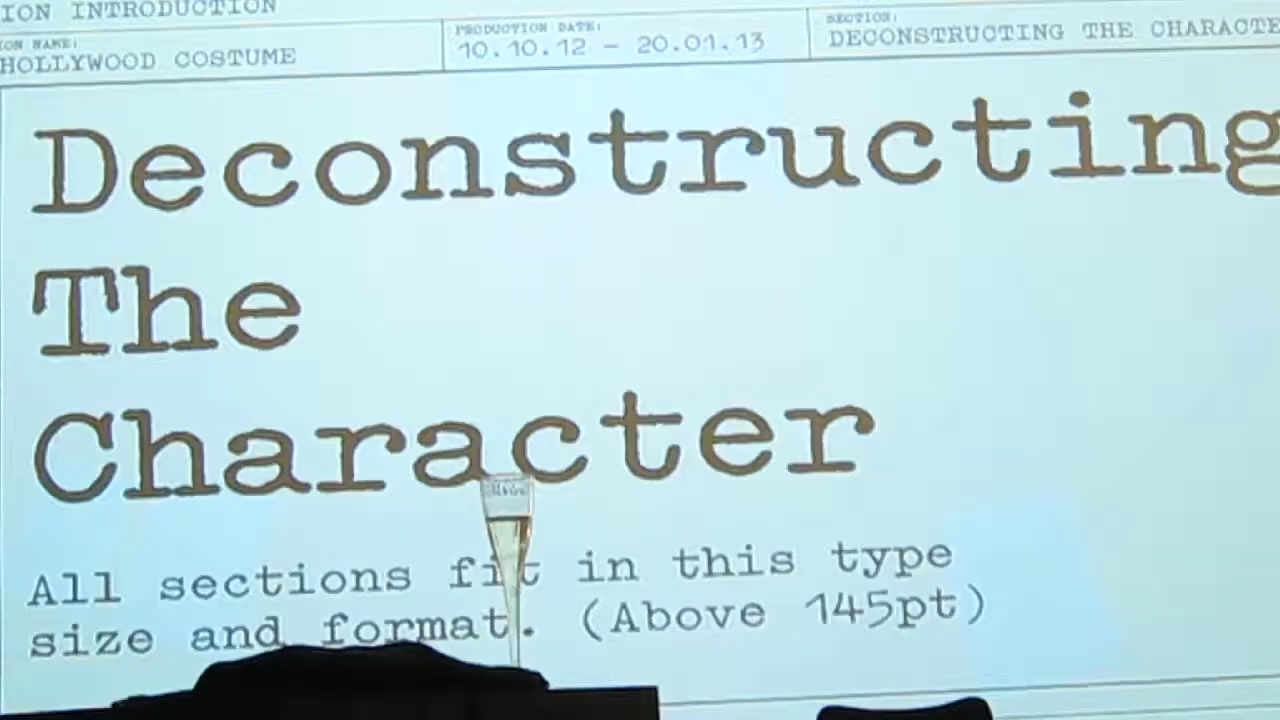 ION INTRODUCTION
ION NAME:
HOLLYWOOD COSTUME
PRODUCTION DATE:
10.10.12 - 20.01.13
SECTION:
DECONSTRUCTING THE CHARACTE
Deconstructing
The
Character
All sections fit in this type
size and format. (Above 145pt)